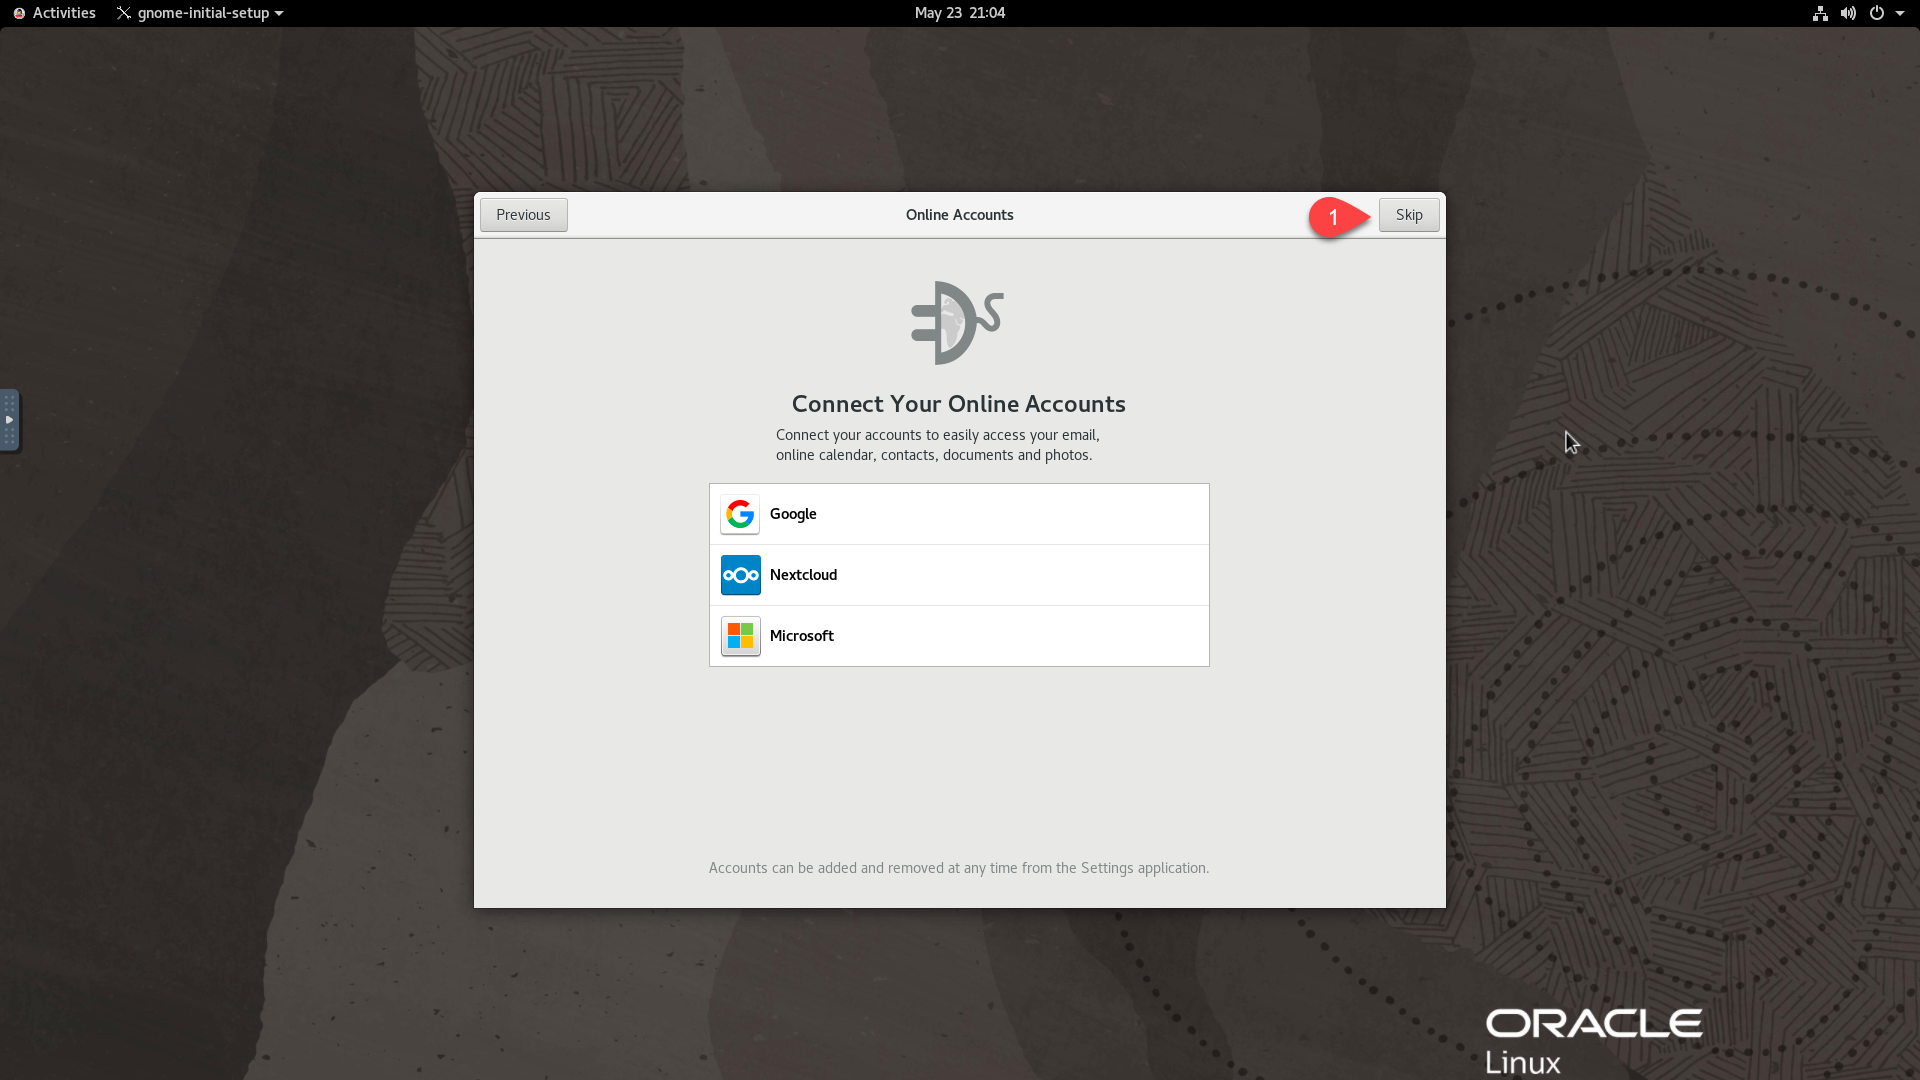 Activities
gnome-initial-setup
May 23 21:04
Previous
Online Accounts
1
Skip
Connect Your Online Accounts
Connect your accounts to easily access your email,
online calendar, contacts, documents and photos.
Google
Nextcloud
Microsoft
Accounts can be added and removed at any time from the Settings application.
ORACLE
Linux